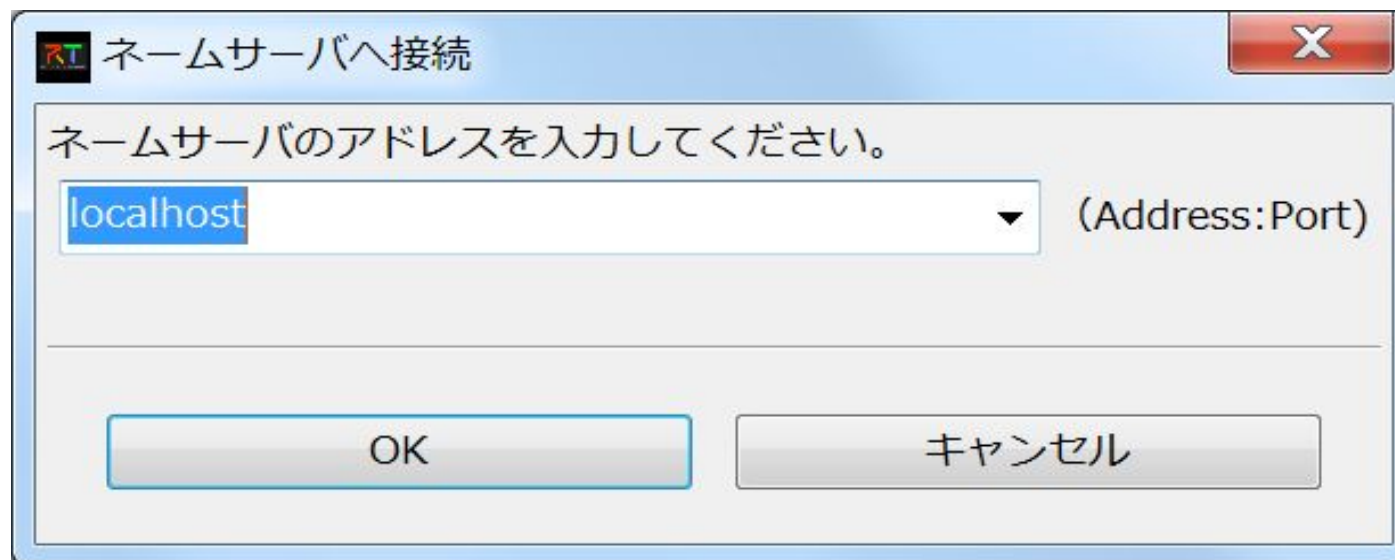 RT ネームサーバへ接続
ネームサーバのアドレスを入力してください。
localhost (Address:Port)
OK キャンセル